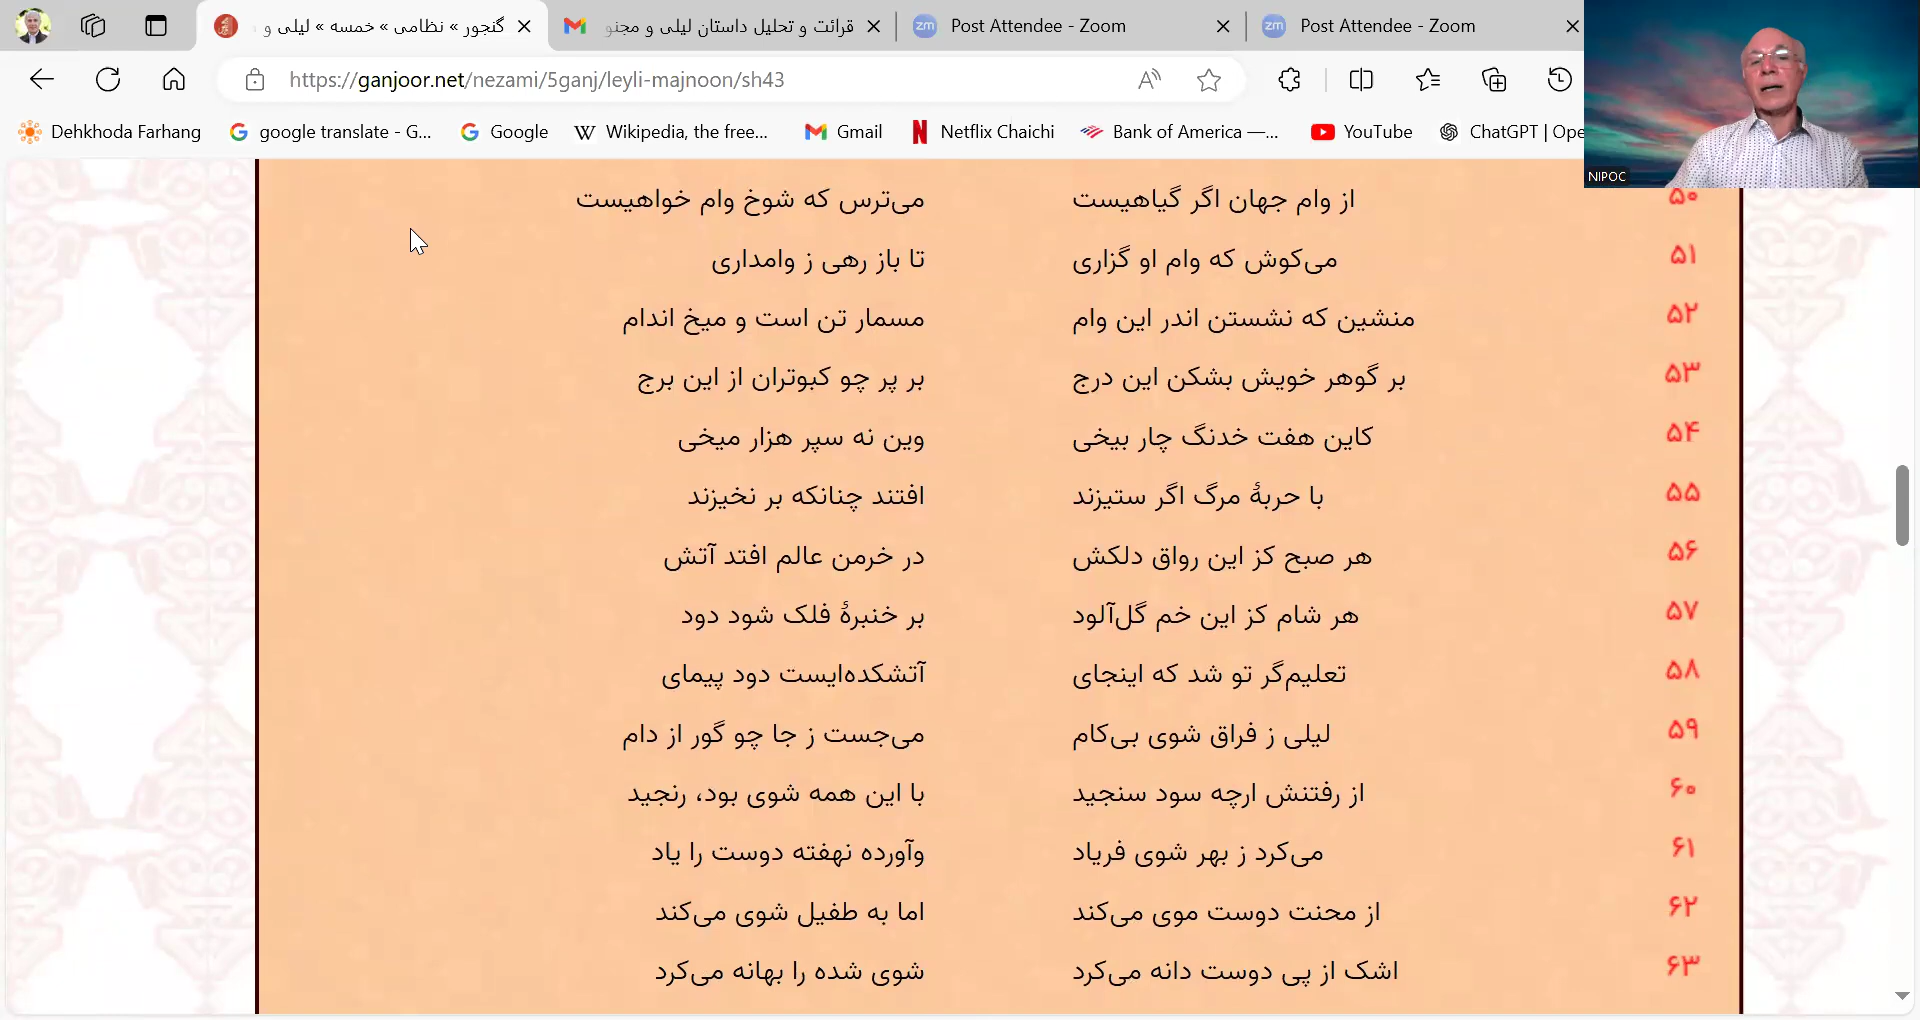 گنجور » نظامی » خمسه » لیلی و
قرائت و تحلیل داستان لیلی و مجنو
Post Attendee - Zoom
Post Attendee - Zoom
https://ganjoor.net/nezami/5ganj/leyli-majnoon/sh43
Dehkhoda Farhang
google translate - G...
Google
Wikipedia, the free...
Gmail
Netflix Chaichi
Bank of America —...
YouTube
ChatGPT | Ope
NIPOC
۵۰ از وام جهان اگر گیاهیست می‌ترس که شوخ وام خواهیست
۵۱ می‌کوش که وام او گزاری تا باز رهی ز وامداری
۵۲ منشین که نشستن اندر این وام مسمار تن است و میخ اندام
۵۳ بر گوهر خویش بشکن این درج بر پر چو کبوتران از این برج
۵۴ کاین هفت خدنگ چار بیخی وین نه سپر هزار میخی
۵۵ با حربهٔ مرگ اگر ستیزند افتند چنانکه بر نخیزند
۵۶ هر صبح کز این رواق دلکش در خرمن عالم افتد آتش
۵۷ هر شام کز این خم گل‌آلود بر خنبرهٔ فلک شود دود
۵۸ تعلیم‌گر تو شد که اینجای آتشکده‌ایست دود پیمای
۵۹ لیلی ز فراق شوی بی‌کام می‌جست ز جا چو گور از دام
۶۰ از رفتنش ارچه سود سنجید با این همه شوی بود، رنجید
۶۱ می‌کرد ز بهر شوی فریاد وآورده نهفته دوست را یاد
۶۲ از محنت دوست موی می‌کند اما به طفیل شوی می‌کند
۶۳ اشک از پی دوست دانه می‌کرد شوی شده را بهانه می‌کرد